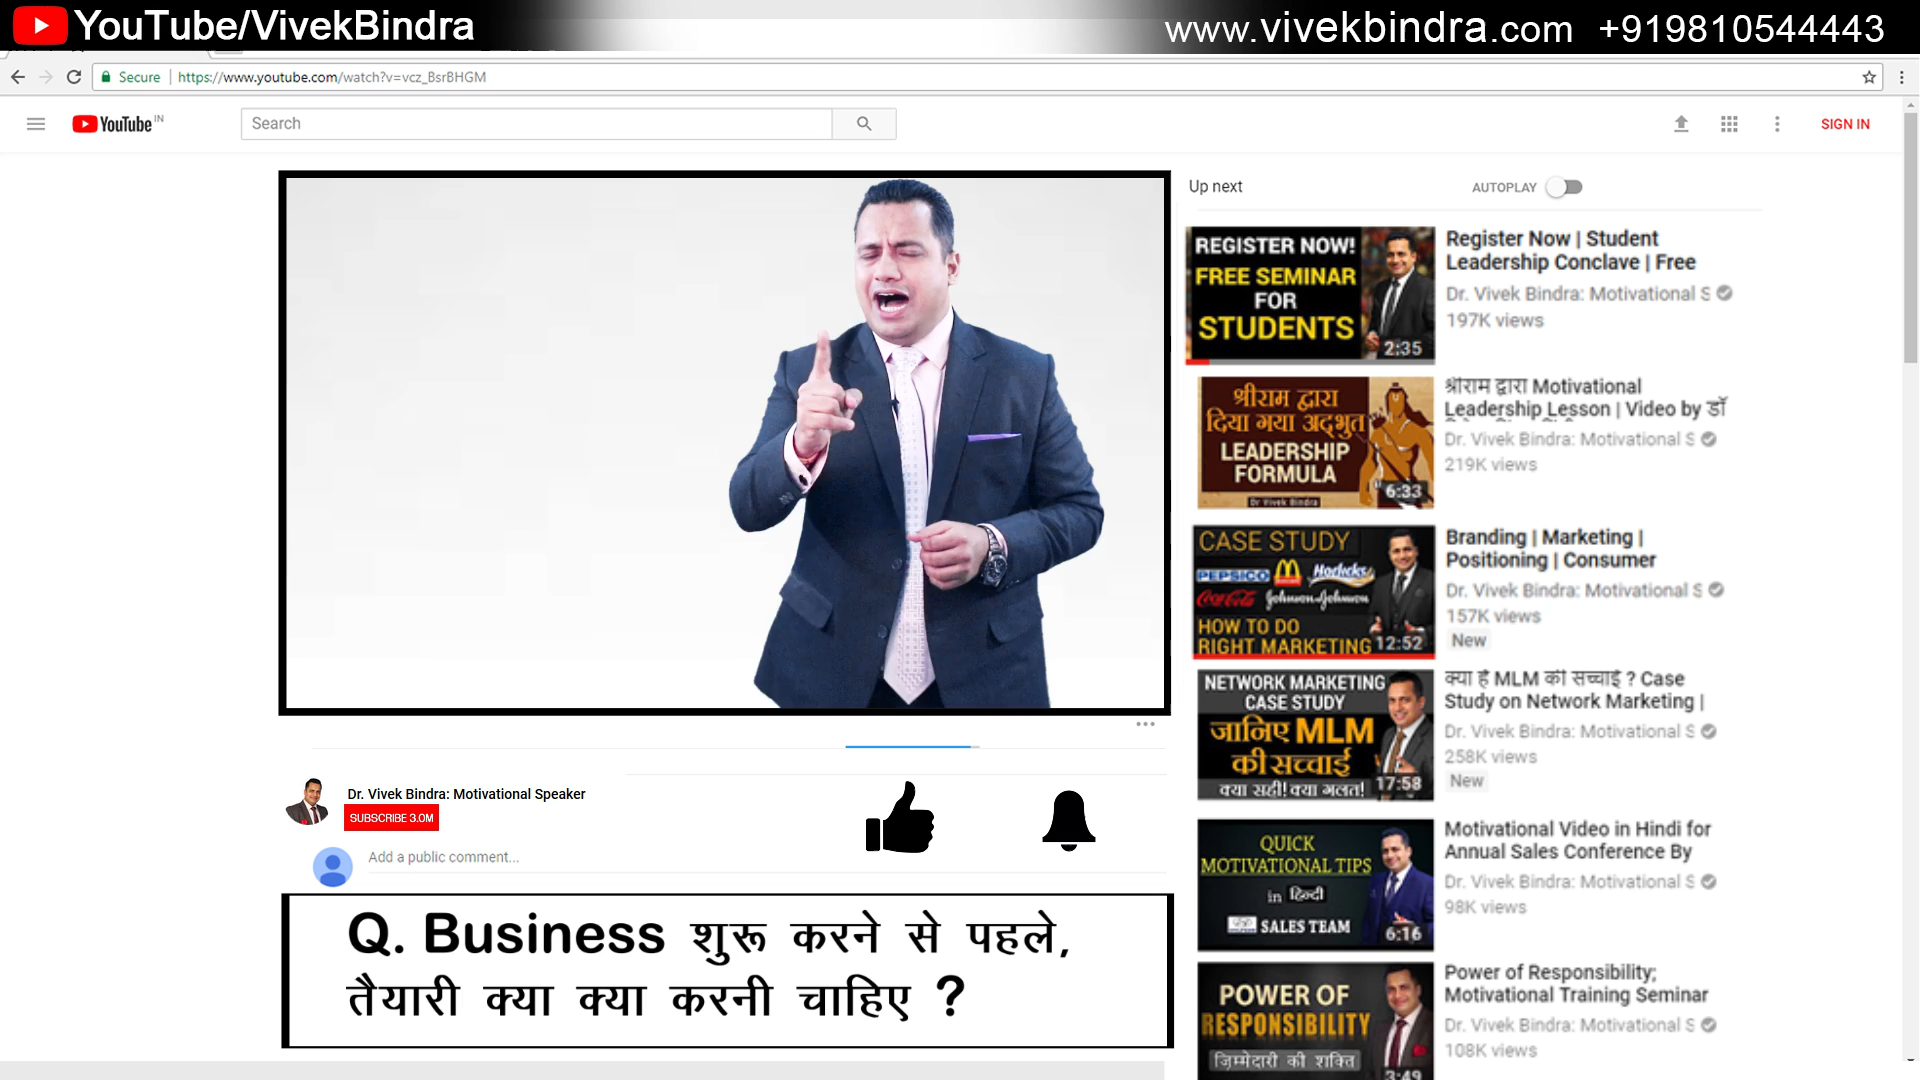 YouTube/VivekBindra
www.vivekbindra.com +919810544443
Secure https://www.youtube.com/watch?v=vcz_BsrBHGM
YouTube IN
Search
SIGN IN
Up next
AUTOPLAY
REGISTER NOW!
FREE SEMINAR
FOR
STUDENTS
2:35
Register Now | Student
Leadership Conclave | Free
Dr. Vivek Bindra: Motivational S
197K views
श्रीराम द्वारा
दिया गया अद्भुत
LEADERSHIP
FORMULA
Dr Vivek Bindra
6:33
श्रीराम द्वारा Motivational
Leadership Lesson | Video by डॉ
Dr. Vivek Bindra: Motivational S
219K views
CASE STUDY
PEPSICO Horlicks
Coca-Cola Johnson & Johnson
HOW TO DO
RIGHT MARKETING
12:52
Branding | Marketing |
Positioning | Consumer
Dr. Vivek Bindra: Motivational S
157K views
New
NETWORK MARKETING
CASE STUDY
जानिए MLM
की सच्चाई
क्या सही! क्या गलत!
17:58
क्या है MLM की सच्चाई ? Case
Study on Network Marketing |
Dr. Vivek Bindra: Motivational S
258K views
New
QUICK
MOTIVATIONAL TIPS
in हिन्दी
SALES TEAM
6:16
Motivational Video in Hindi for
Annual Sales Conference By
Dr. Vivek Bindra: Motivational S
98K views
POWER OF
RESPONSIBILITY
ज़िम्मेदारी की शक्ति
3:49
Power of Responsibility;
Motivational Training Seminar
Dr. Vivek Bindra: Motivational S
108K views
Dr. Vivek Bindra: Motivational Speaker
SUBSCRIBE 3.0M
Add a public comment...
Q. Business शुरू करने से पहले,
तैयारी क्या क्या करनी चाहिए ?